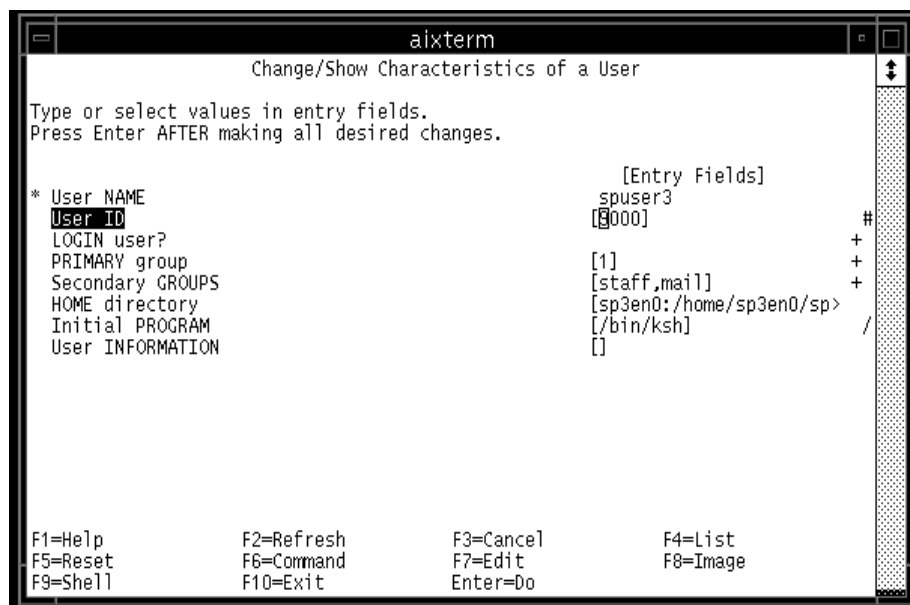 aixterm
Change/Show Characteristics of a User
Type or select values in entry fields.
Press Enter AFTER making all desired changes.
[Entry Fields]
* User NAME spuser3
User ID [9000] #
LOGIN user? +
PRIMARY group [1] +
Secondary GROUPS [staff,mail] +
HOME directory [sp3en0:/home/sp3en0/sp>
Initial PROGRAM [/bin/ksh] /
User INFORMATION []
F1=Help F2=Refresh F3=Cancel F4=List
F5=Reset F6=Command F7=Edit F8=Image
F9=Shell F10=Exit Enter=Do